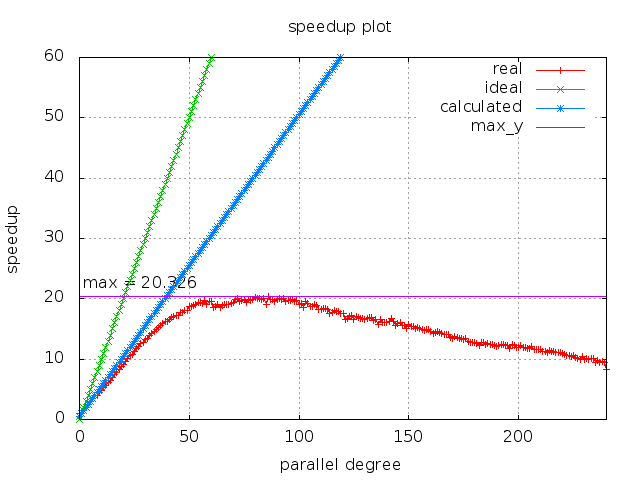 speedup plot
60
50
40
30
20
10
0
speedup
real
ideal
calculated
max_y
max = 20.326
0
50
100
150
200
parallel degree